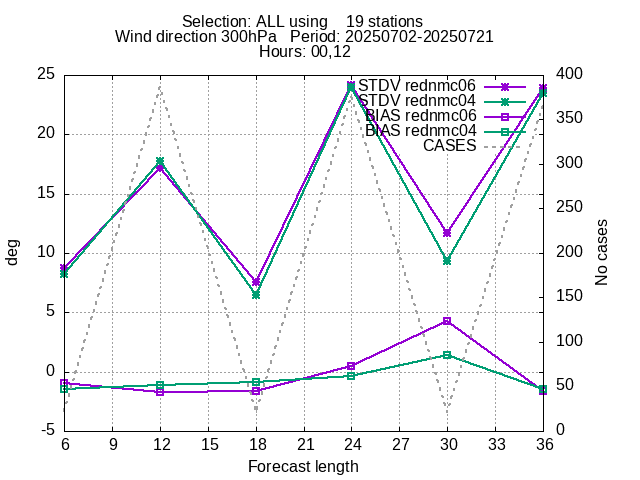 Selection: ALL using    19 stations
Wind direction 300hPa   Period: 20250702-20250721
Hours: 00,12
STDV rednmc06
STDV rednmc04
BIAS rednmc06
BIAS rednmc04
CASES
deg
25
20
15
10
5
0
-5
400
350
300
250
200
150
100
50
0
No cases
6 9 12 15 18 21 24 27 30 33 36
Forecast length